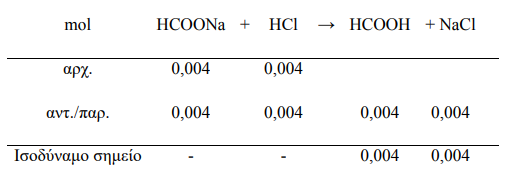 mol HCOONa + HCl → HCOOH + NaCl
αρχ. 0,004 0,004
αντ./παρ. 0,004 0,004 0,004 0,004
Ισοδύναμο σημείο - - 0,004 0,004